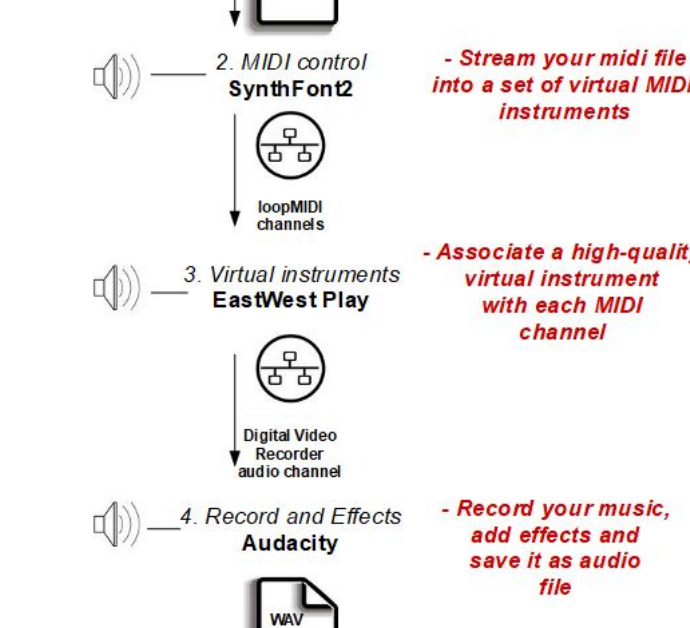 2. MIDI control
SynthFont2
- Stream your midi file
into a set of virtual MIDI
instruments
loopMIDI
channels
3. Virtual instruments
EastWest Play
- Associate a high-quality
virtual instrument
with each MIDI
channel
Digital Video
Recorder
audio channel
4. Record and Effects
Audacity
- Record your music,
add effects and
save it as audio
file
WAV